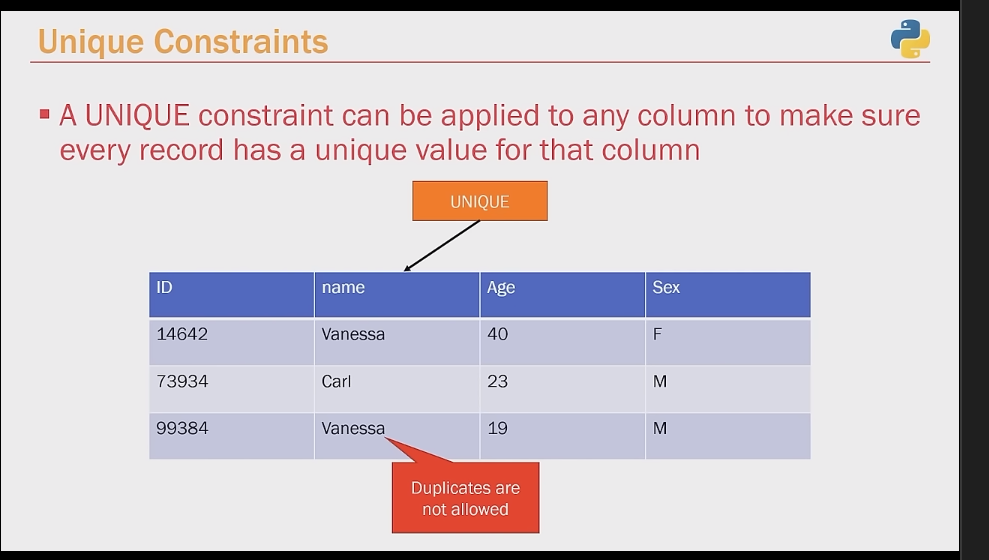 Unique Constraints
▪ A UNIQUE constraint can be applied to any column to make sure
every record has a unique value for that column
UNIQUE
ID name Age Sex
14642 Vanessa 40 F
73934 Carl 23 M
99384 Vanessa 19 M
Duplicates are
not allowed